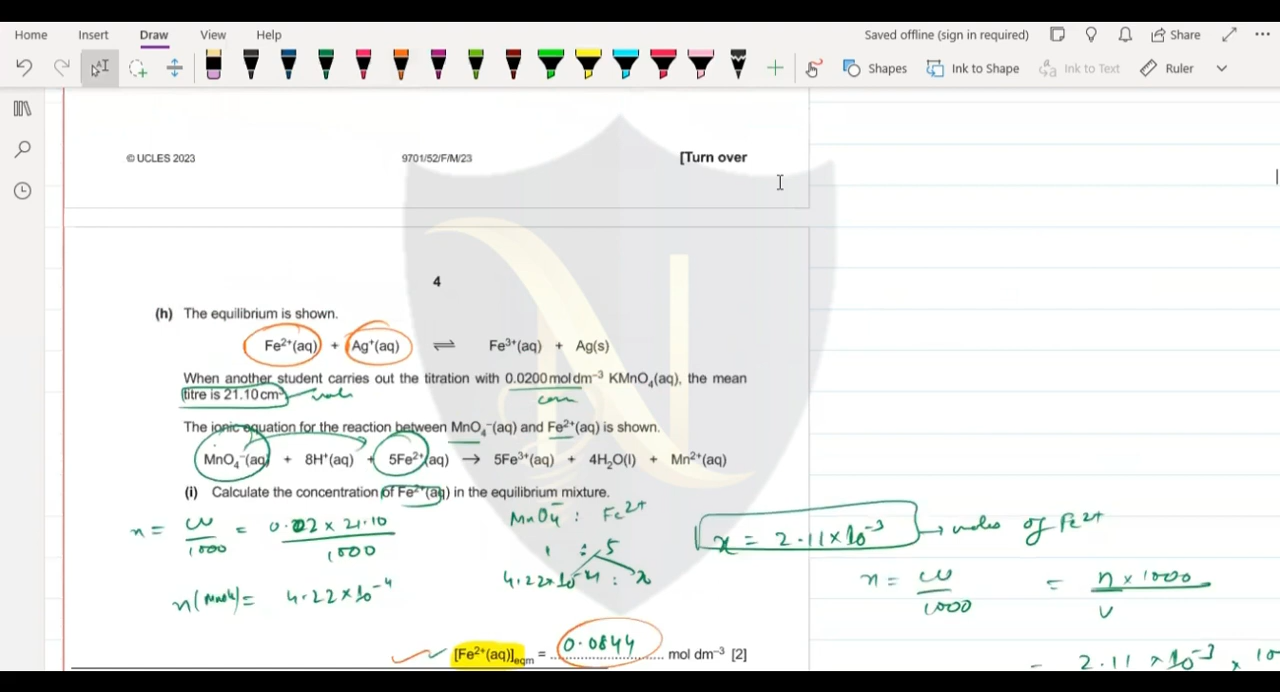 Home Insert Draw View Help Saved offline (sign in required) Share
Shapes Ink to Shape Ink to Text Ruler
© UCLES 2023 9701/52/F/M/23 [Turn over
4
(h) The equilibrium is shown.
Fe²⁺(aq) + Ag⁺(aq) ⇌ Fe³⁺(aq) + Ag(s)
When another student carries out the titration with 0.0200 mol dm⁻³ KMnO₄(aq), the mean
titre is 21.10 cm
The ionic equation for the reaction between MnO₄⁻(aq) and Fe²⁺(aq) is shown.
MnO₄⁻(aq) + 8H⁺(aq) + 5Fe²⁺(aq) → 5Fe³⁺(aq) + 4H₂O(l) + Mn²⁺(aq)
(i) Calculate the concentration of Fe²⁺(aq) in the equilibrium mixture.
MnO₄⁻ : Fe²⁺
n = cv/1000 = 0.02 × 21.10/1000
1 : 5
x = 2.11 × 10⁻³ → moles of Fe²⁺
4.22 × 10⁻⁴ : x
n = cv/1000 = n × 1000/v
= 4.22 × 10⁻⁴
[Fe²⁺(aq)]eqm = 0.0844 mol dm⁻³ [2]
= 2.11 × 10⁻³ × 10